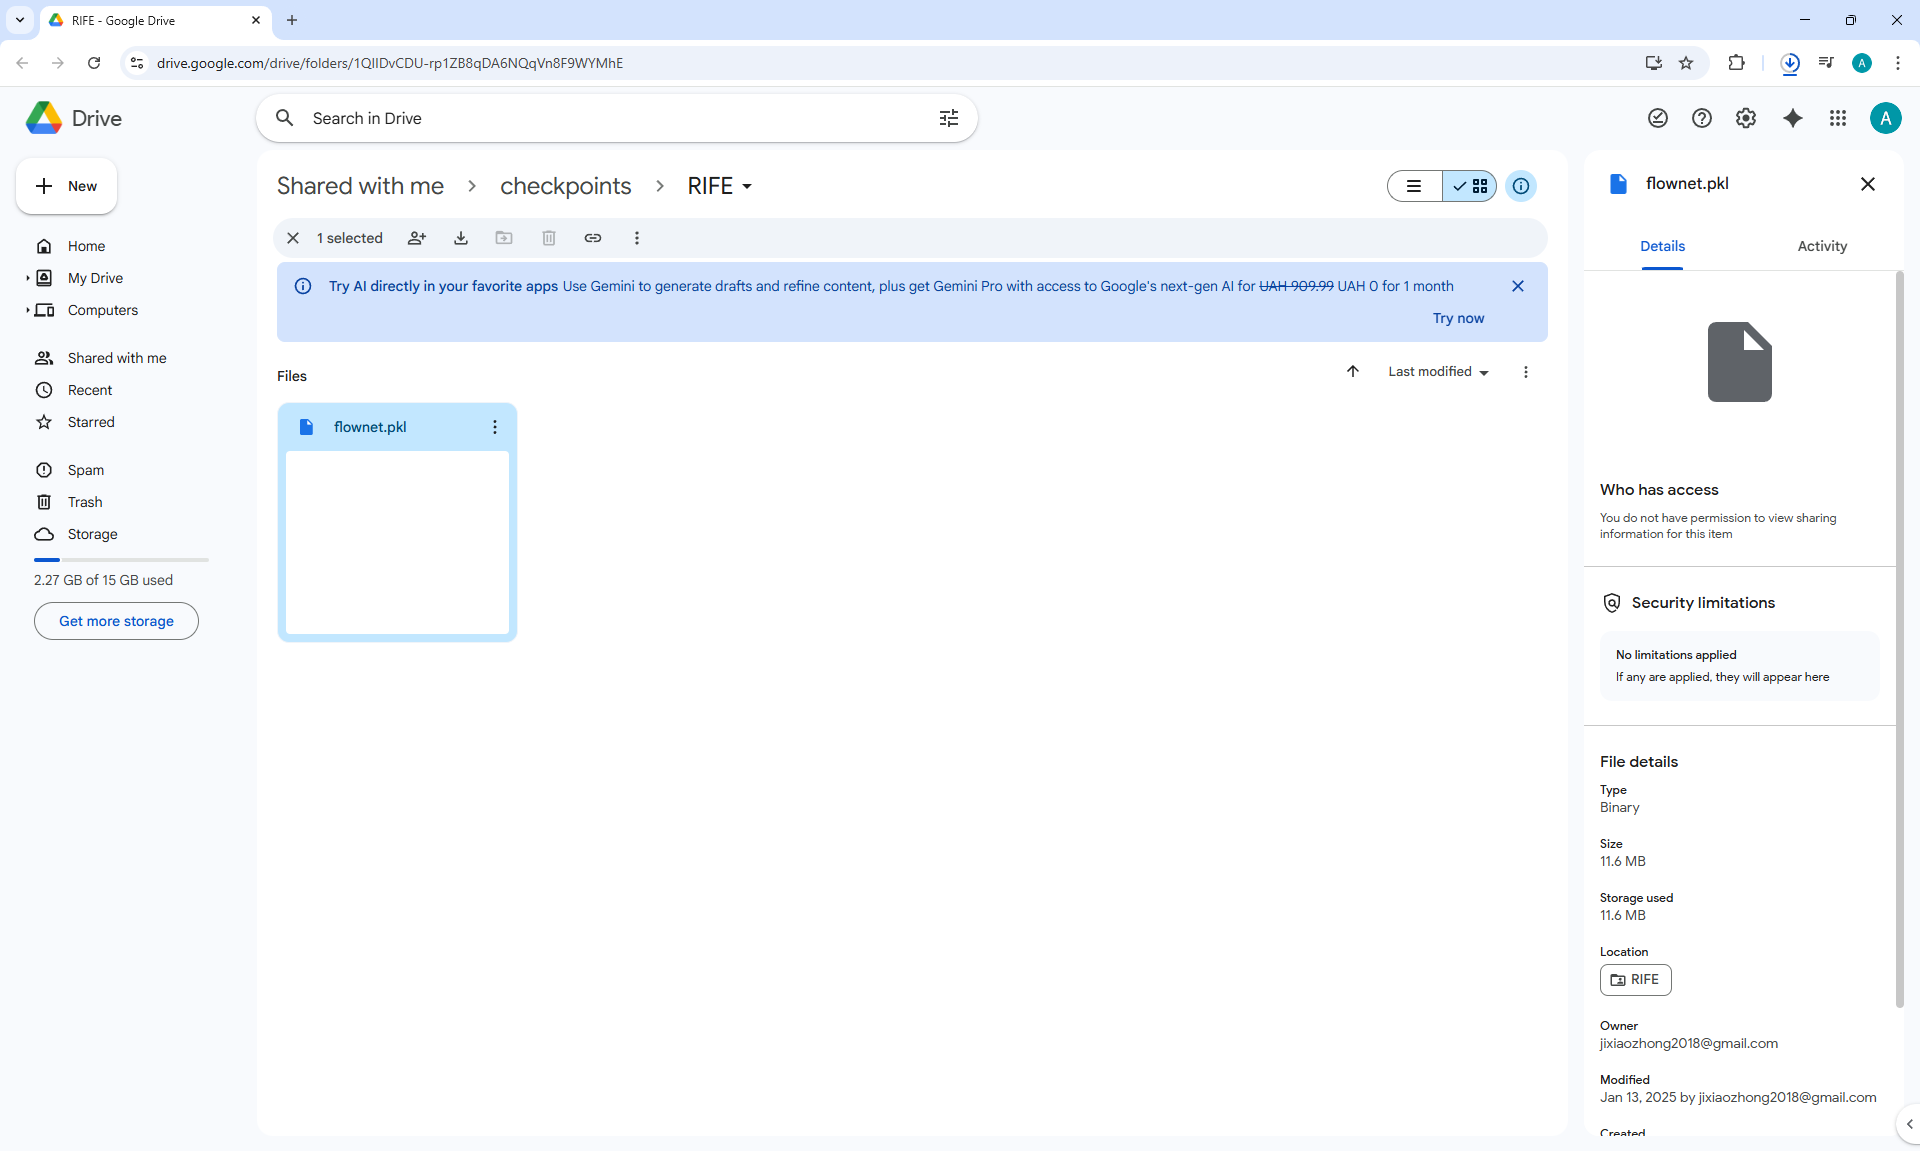 RIFE - Google Drive
drive.google.com/drive/folders/1QIIDvCDU-rp1ZB8qDA6NQqVn8F9WYMhE
A
Drive
Search in Drive
A
New
Home
My Drive
Computers
Shared with me
Recent
Starred
Spam
Trash
Storage
2.27 GB of 15 GB used
Get more storage
Shared with me
checkpoints
RIFE
1 selected
Try AI directly in your favorite apps Use Gemini to generate drafts and refine content, plus get Gemini Pro with access to Google's next-gen AI for UAH 909.99 UAH 0 for 1 month
Try now
Files
Last modified
flownet.pkl
flownet.pkl
Details
Activity
Who has access
You do not have permission to view sharing
information for this item
Security limitations
No limitations applied
If any are applied, they will appear here
File details
Type
Binary
Size
11.6 MB
Storage used
11.6 MB
Location
RIFE
Owner
jixiaozhong2018@gmail.com
Modified
Jan 13, 2025 by jixiaozhong2018@gmail.com
Created